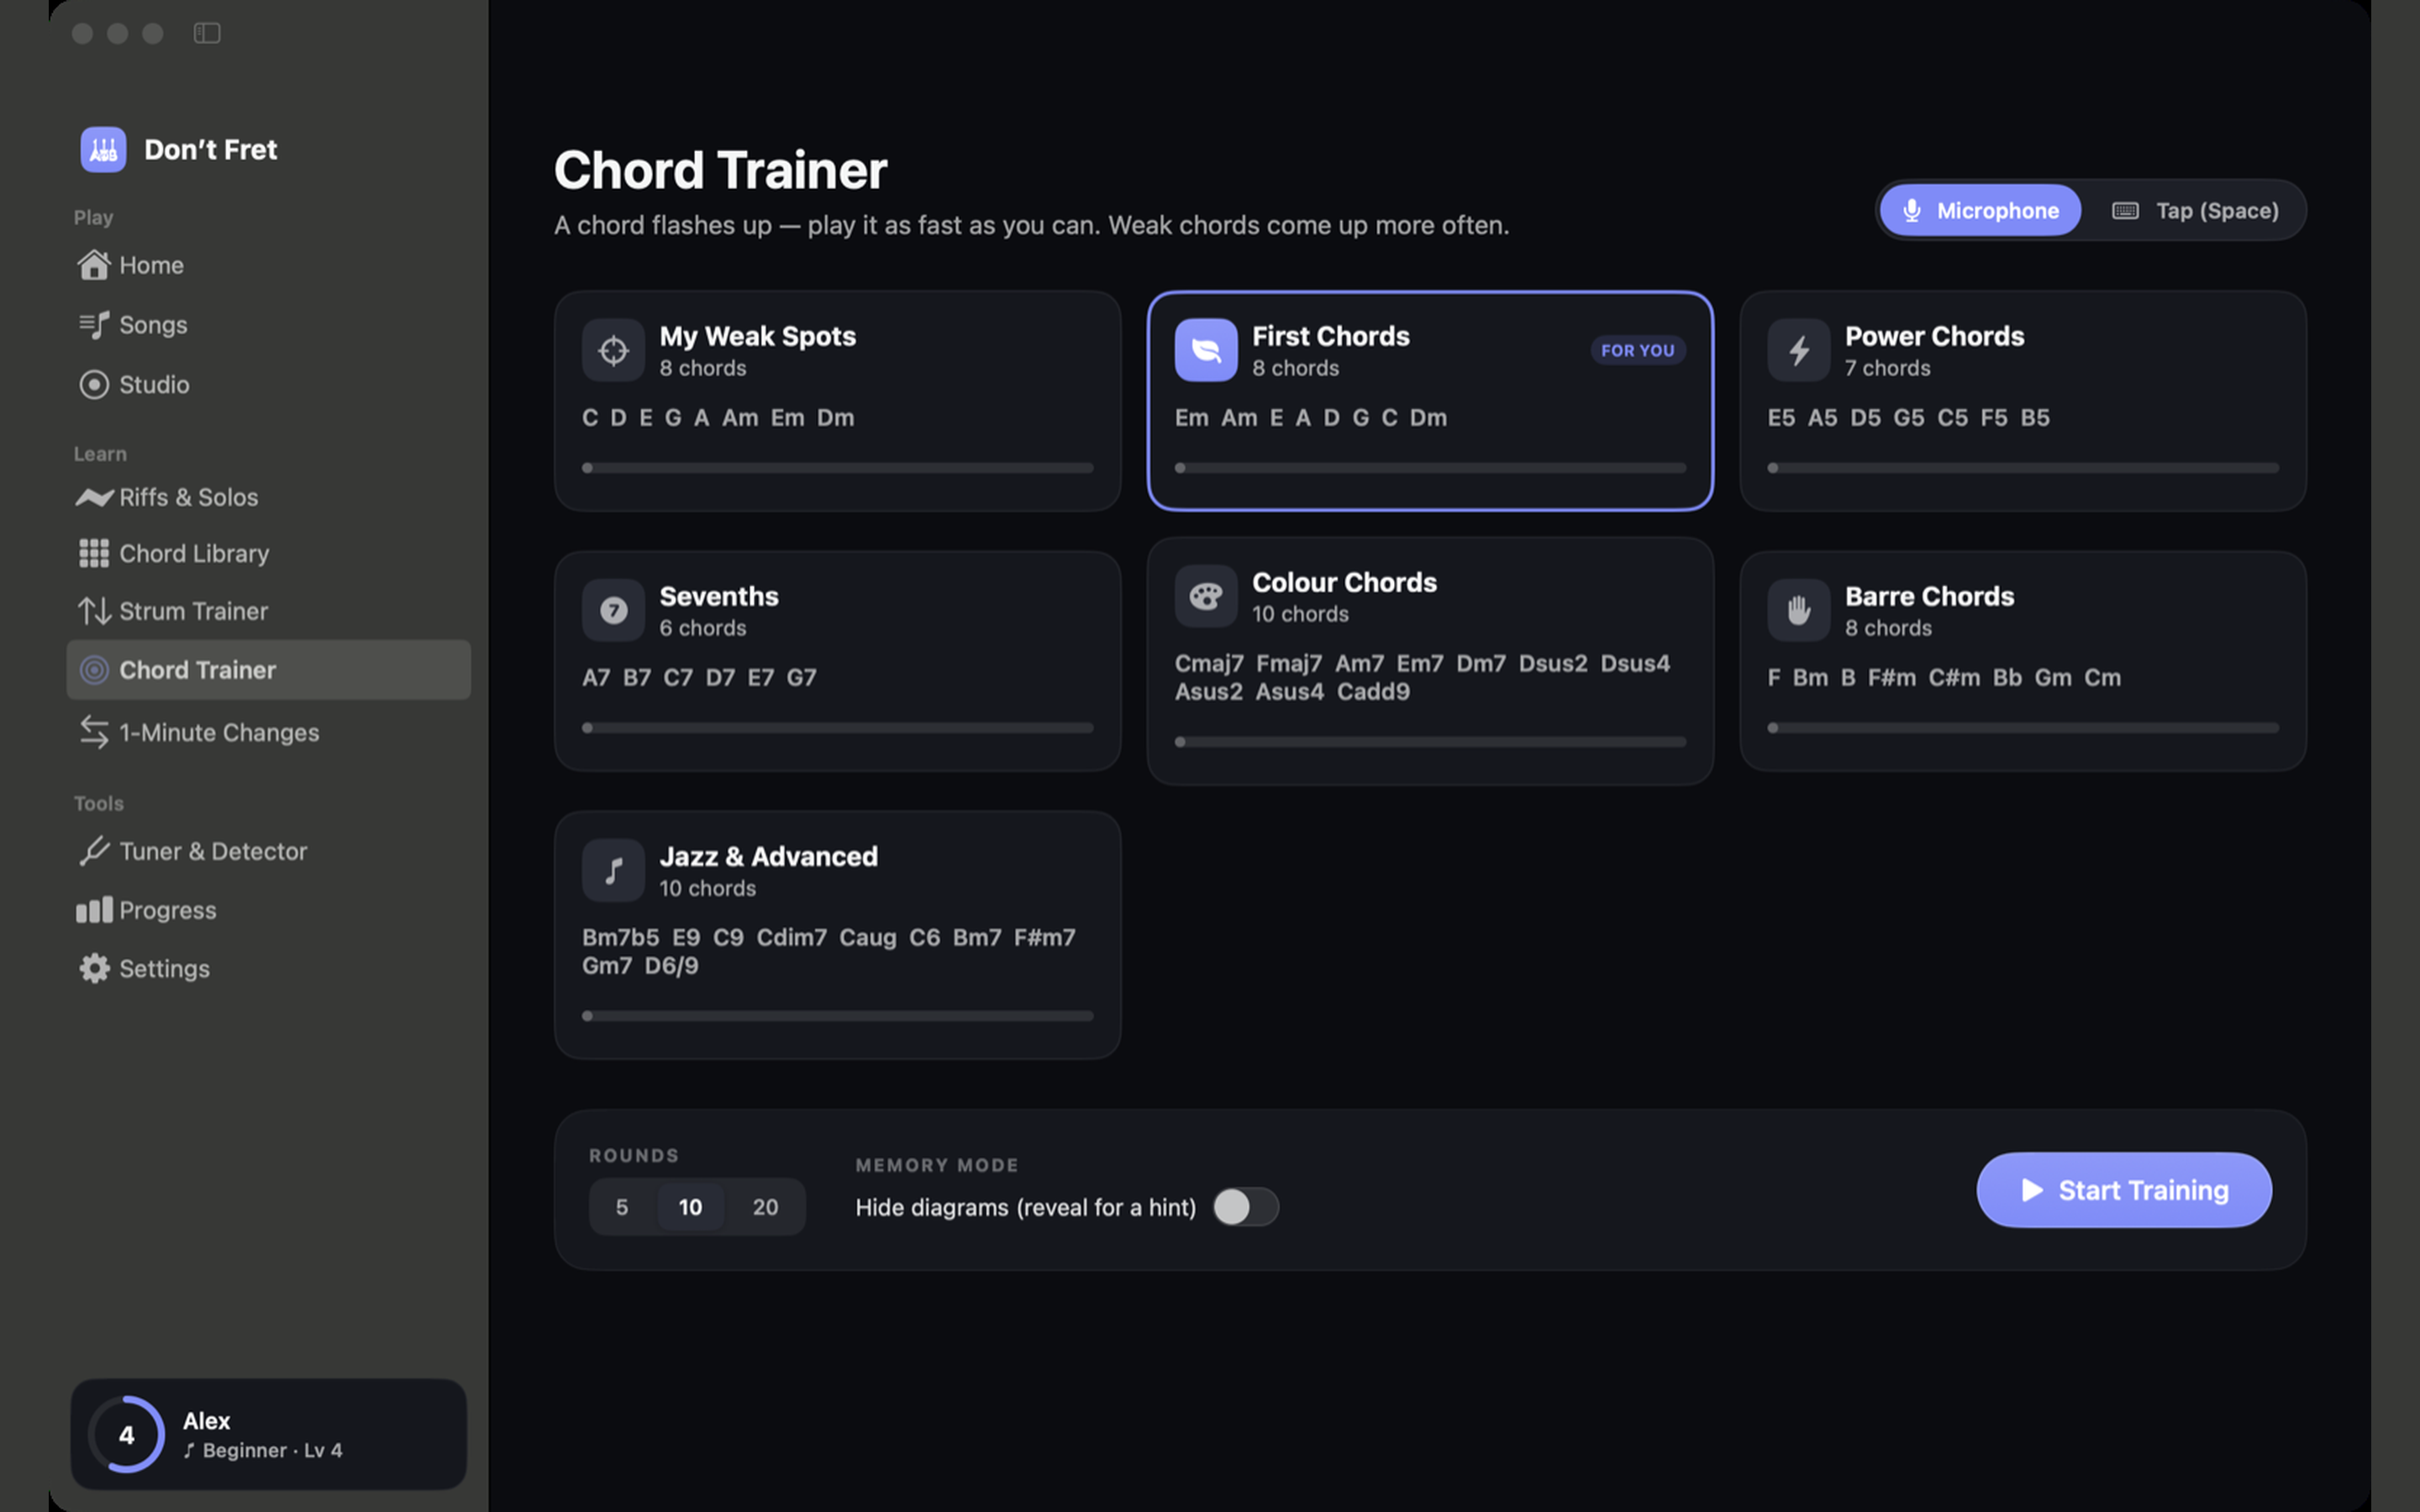 Don't Fret
Play
Home
Songs
Studio
Learn
Riffs & Solos
Chord Library
Strum Trainer
Chord Trainer
1-Minute Changes
Tools
Tuner & Detector
Progress
Settings
4
Alex
Beginner · Lv 4
Chord Trainer
A chord flashes up — play it as fast as you can. Weak chords come up more often.
Microphone
Tap (Space)
My Weak Spots
8 chords
C D E G A Am Em Dm
First Chords
8 chords
FOR YOU
Em Am E A D G C Dm
Power Chords
7 chords
E5 A5 D5 G5 C5 F5 B5
7
Sevenths
6 chords
A7 B7 C7 D7 E7 G7
Colour Chords
10 chords
Cmaj7 Fmaj7 Am7 Em7 Dm7 Dsus2 Dsus4
Asus2 Asus4 Cadd9
Barre Chords
8 chords
F Bm B F#m C#m Bb Gm Cm
Jazz & Advanced
10 chords
Bm7b5 E9 C9 Cdim7 Caug C6 Bm7 F#m7
Gm7 D6/9
ROUNDS
5 10 20
MEMORY MODE
Hide diagrams (reveal for a hint)
Start Training